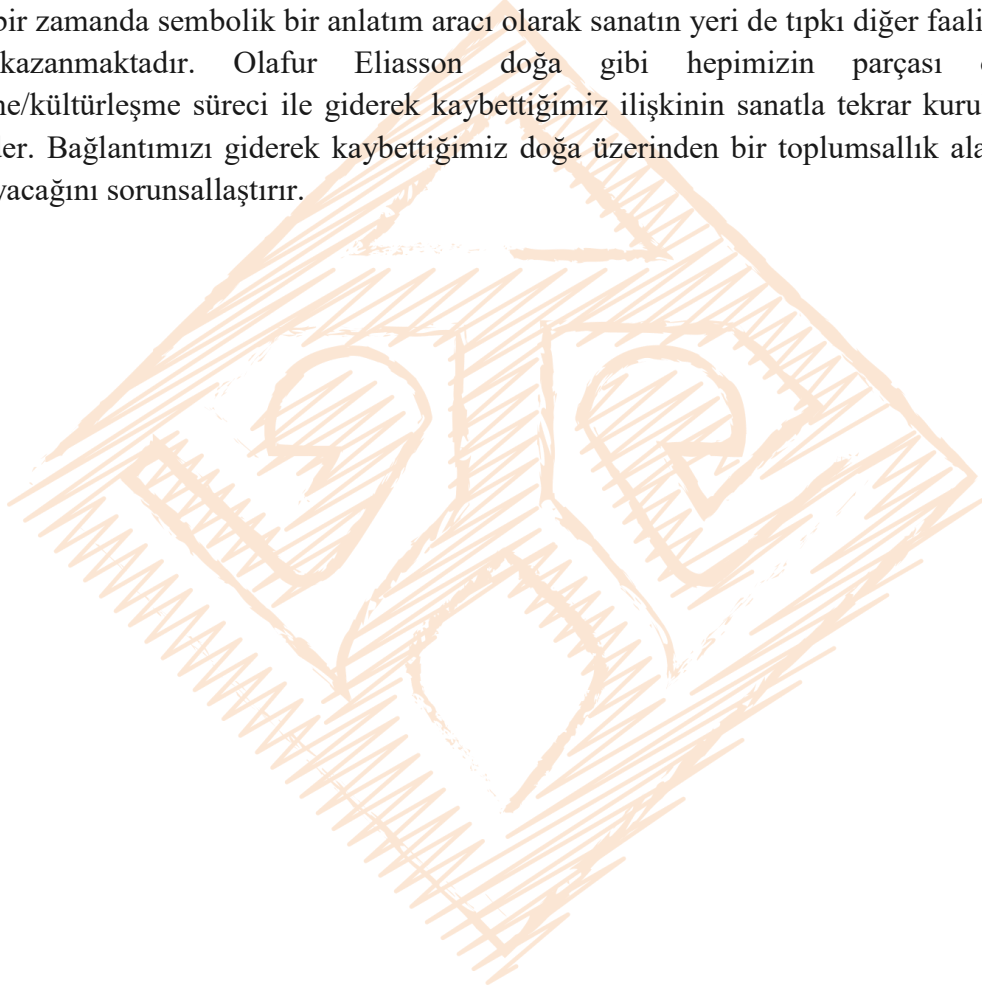 bir zamanda sembolik bir anlatım aracı olarak sanatın yeri de tıpkı diğer faali
kazanmaktadır. Olafur Eliasson doğa gibi hepimizin parçası
ne/kültürleşme süreci ile giderek kaybettiğimiz ilişkinin sanatla tekrar kuru
ler. Bağlantımızı giderek kaybettiğimiz doğa üzerinden bir toplumsallık ala
yacağını sorunsallaştırır.